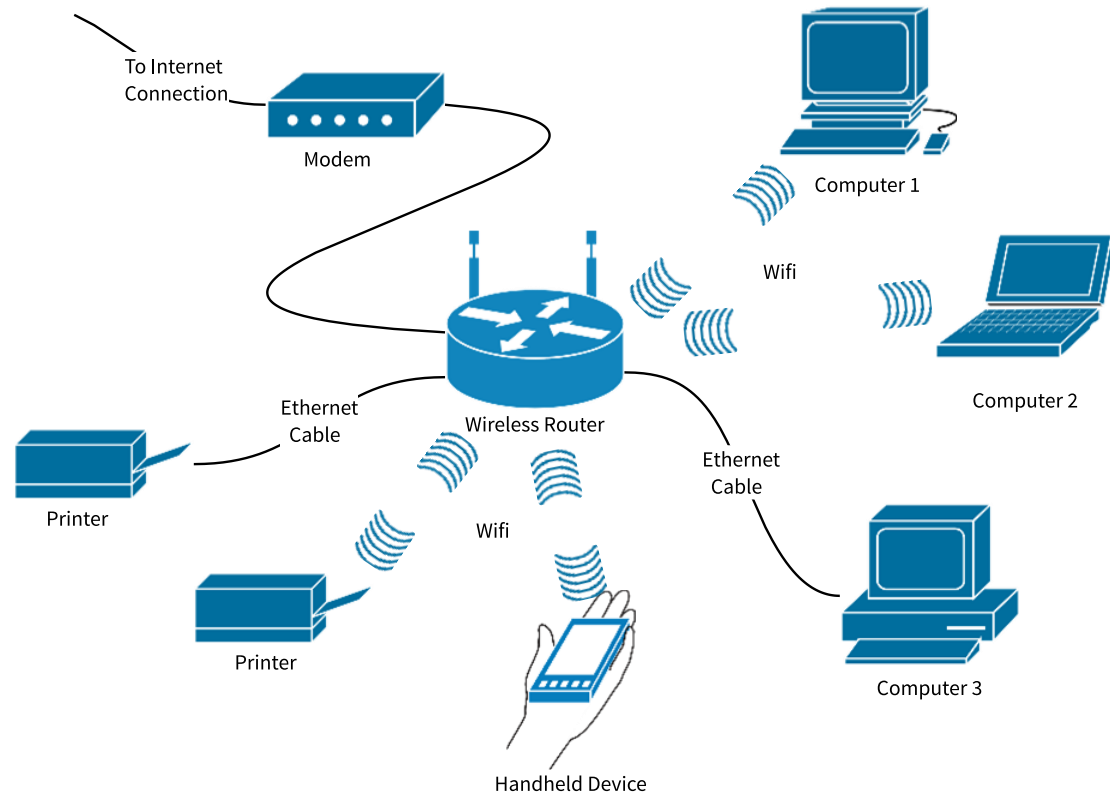 To Internet
Connection
Modem
Computer 1
Wifi
Computer 2
Wireless Router
Ethernet
Cable
Printer
Ethernet
Cable
Wifi
Printer
Computer 3
Handheld Device